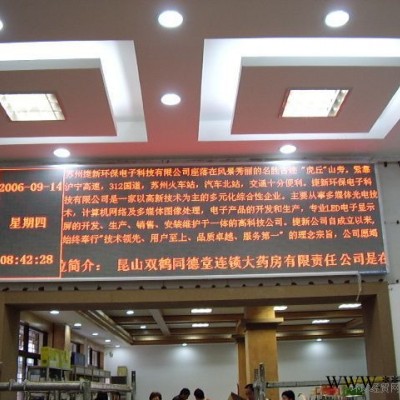 2006-09-14
星期四
08:42:28
苏州捷新环保电子科技有限公司座落在风景秀丽的名胜古迹“虎丘”山旁。紧靠
沪宁高速，312国道，苏州火车站，汽车北站，交通十分便利。捷新环保电子科
技有限公司是一家以高新技术为主的多元化综合性企业，主要从事多媒体光电技
术，计算机网络及多媒体图像处理，电子产品的开发和生产，专业LED电子显示
屏的开发、生产、销售、安装维护于一体的高科技公司。捷新公司自成立以来，
始终奉行“技术领先、用户至上、品质卓越、服务第一”的理念宗旨，公司愿竭
位简介： 昆山双鹤同德堂连锁大药房有限责任公司是在
WWW.